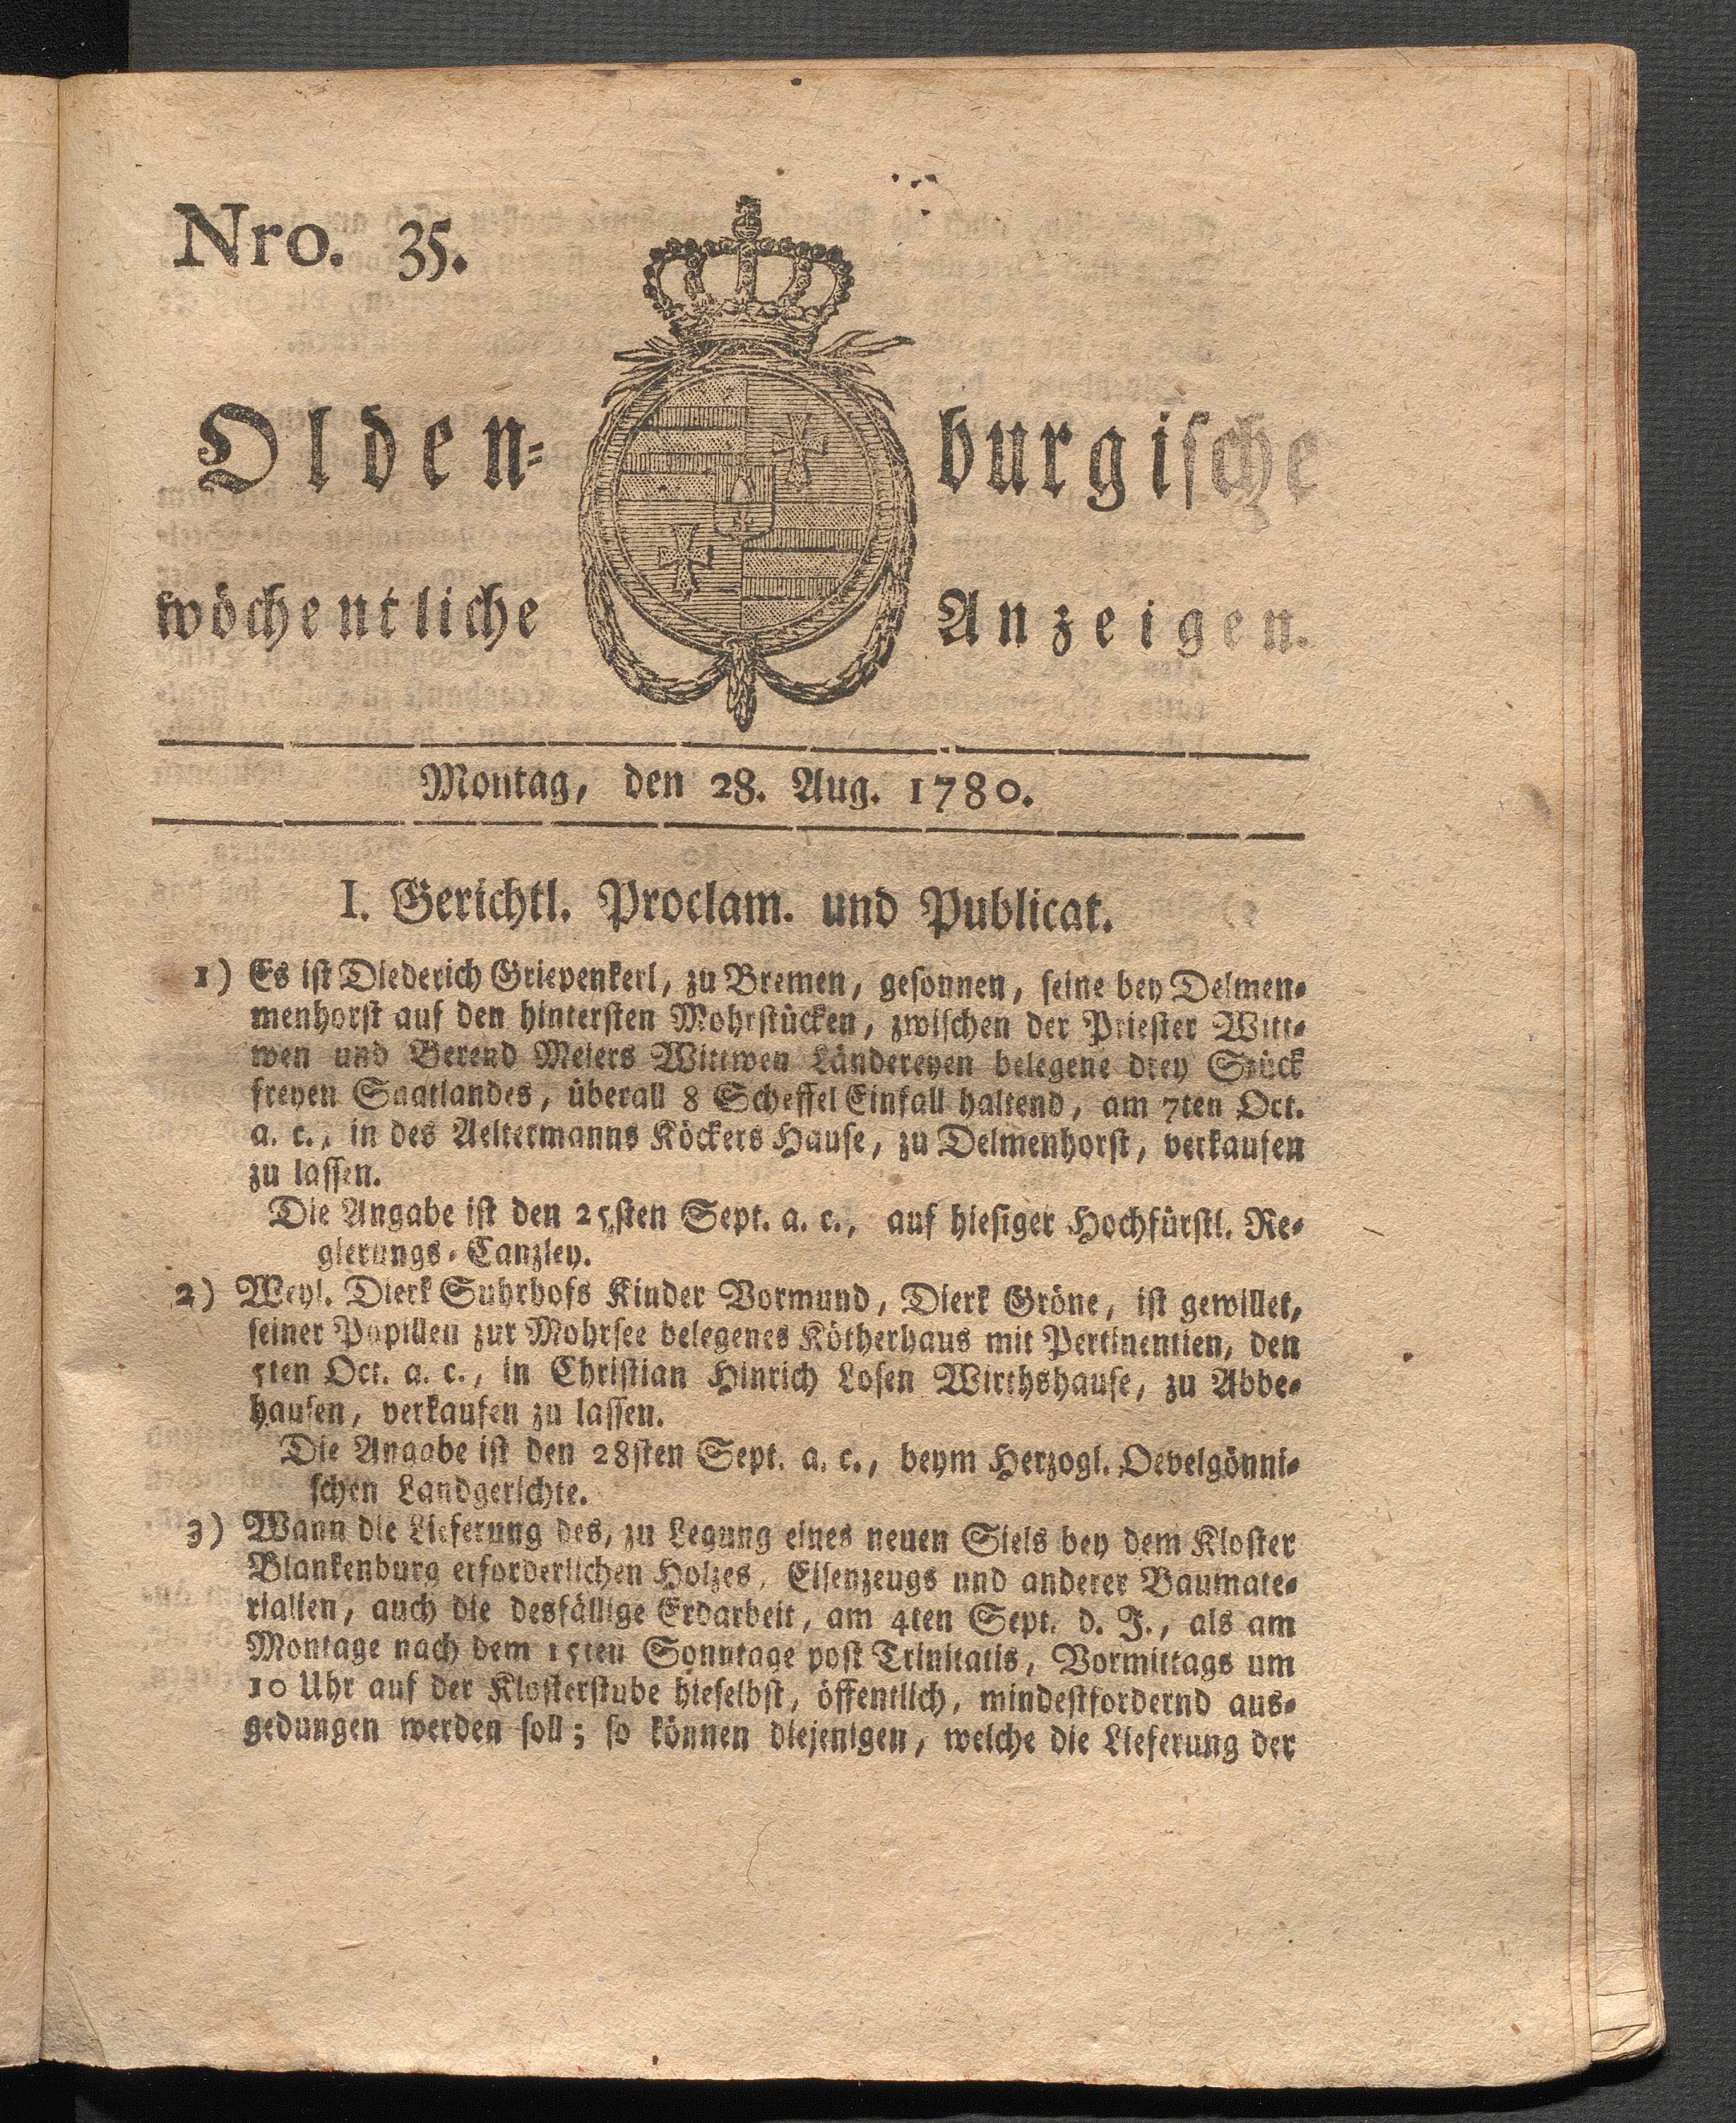 Nro. 35.
Olden= burgische
wöchentliche Anzeigen.
Montag, den 28. Aug. 1780.
I. Gerichtl. Proclam. und Publicat.
1) Es ist Diederich Griepenkerl, zu Bremen, gesonnen, seine bey Delmen-
menhorst auf den hintersten Mohrstücken, zwischen der Priester Witt-
wen und Berend Meiers Wittwen Ländereyen belegene drey Stück
freyen Saatlandes, überall 8 Scheffel Einfall haltend, am 7ten Oct.
a. c., in des Aeltermanns Köckers Hause, zu Delmenhorst, verkaufen
zu lassen.
Die Angabe ist den 25sten Sept. a. c., auf hiesiger Hochfürstl. Re-
gierungs-Canzley.
2) Weyl. Dierk Suhrhofs Kinder Vormund, Dierk Gröne, ist gewillet,
seiner Pupillen zur Mohrsee belegenes Kötherhaus mit Pertinentien, den
5ten Oct. a. c., in Christian Hinrich Losen Wirthshause, zu Abbe-
hausen, verkaufen zu lassen.
Die Angabe ist den 28sten Sept. a. c., beym Herzogl. Oevelgönni-
schen Landgerichte.
3) Wann die Lieferung des, zu Legung eines neuen Siels bey dem Kloster
Blankenburg erforderlichen Holzes, Eisenzeugs und anderer Baumate-
rialien, auch die desfällige Erdarbeit, am 4ten Sept. d. J., als am
Montage nach dem 15ten Sonntage post Trinitatis, Vormittags um
10 Uhr auf der Klosterstube hieselbst, öffentlich, mindestfordernd aus-
gedungen werden soll; so können diejenigen, welche die Lieferung der